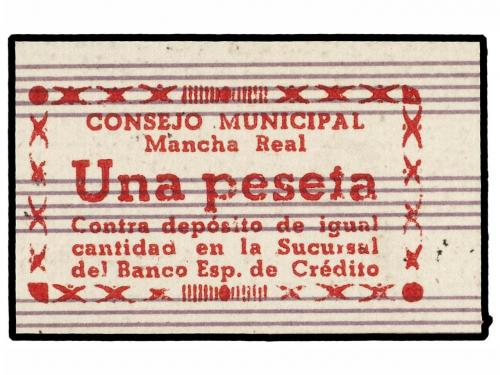 CONSEJO MUNICIPAL
Mancha Real
Una peseta
Contra depósito de igual
cantidad en la Sucursal
del Banco Esp. de Crédito